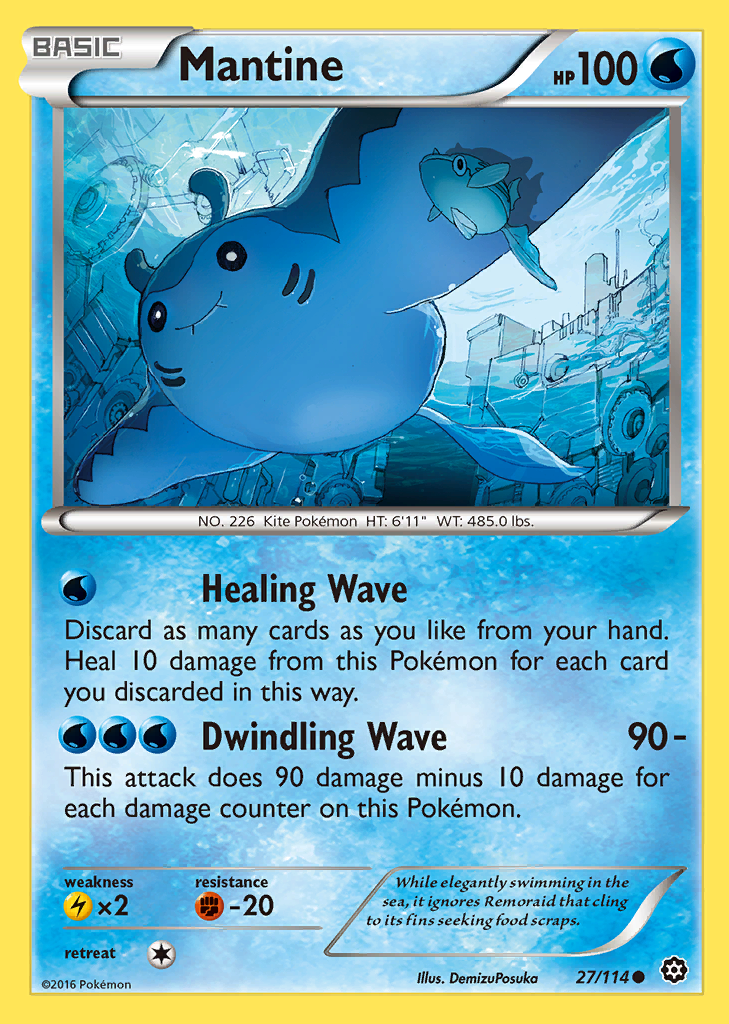 BASIC
Mantine
HP100
NO. 226 Kite Pokémon HT: 6'11" WT: 485.0 lbs.
Healing Wave
Discard as many cards as you like from your hand.
Heal 10 damage from this Pokémon for each card
you discarded in this way.
Dwindling Wave 90-
This attack does 90 damage minus 10 damage for
each damage counter on this Pokémon.
weakness
×2
resistance
-20
While elegantly swimming in the
sea, it ignores Remoraid that cling
to its fins seeking food scraps.
retreat
©2016 Pokémon
Illus. DemizuPosuka
27/114